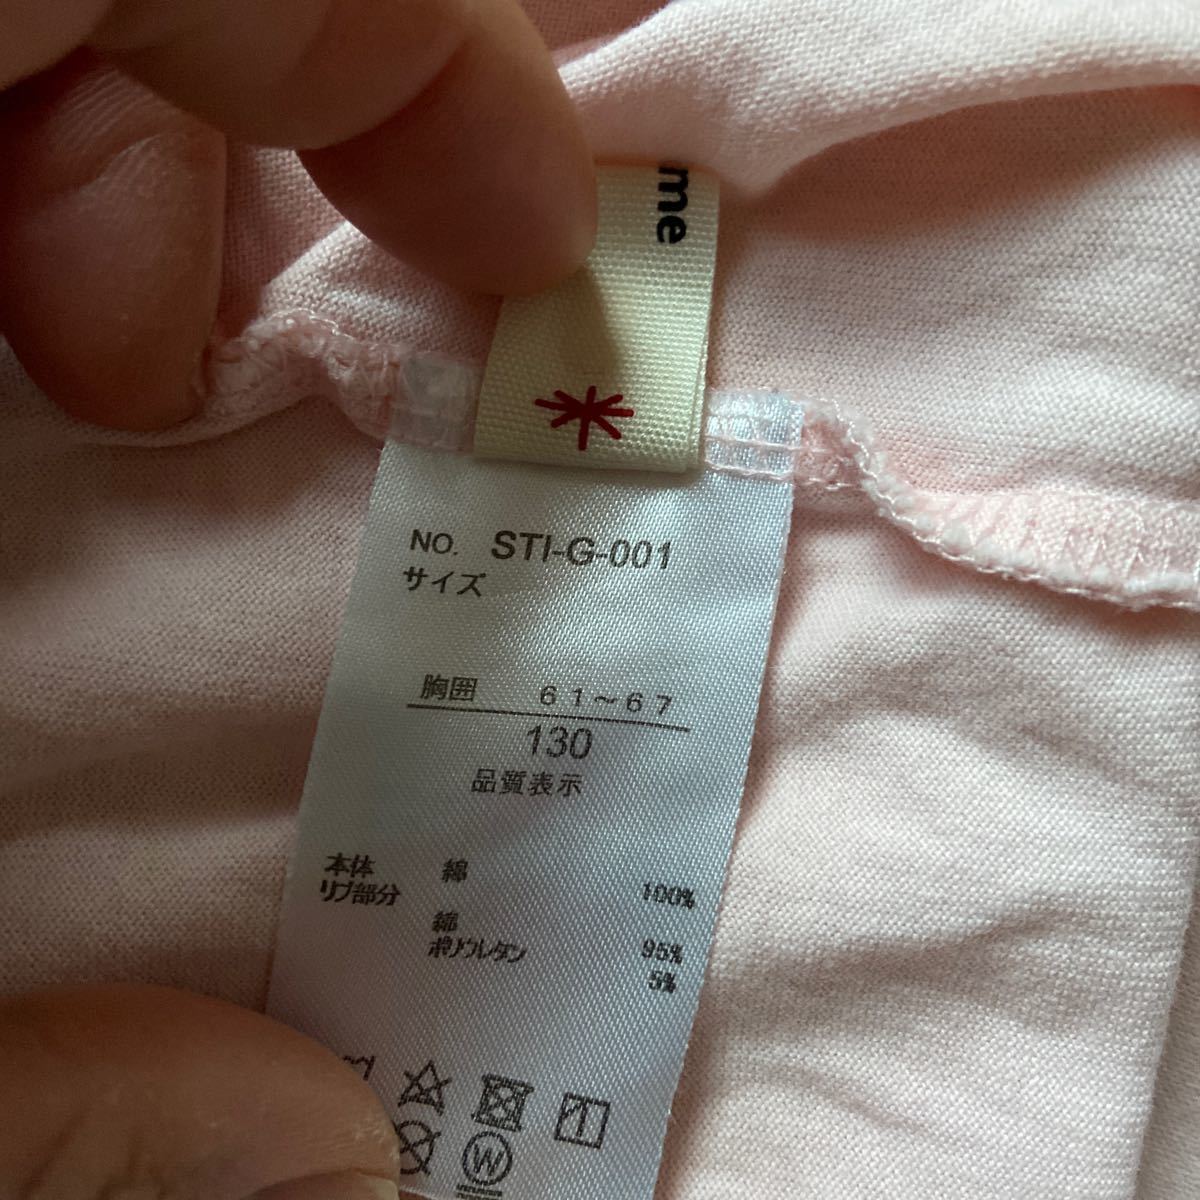 me
NO. STI-G-001
サイズ
胸囲 61～67
130
品質表示
本体 綿 100%
リブ部分
綿 95%
ポリウレタン 5%
W